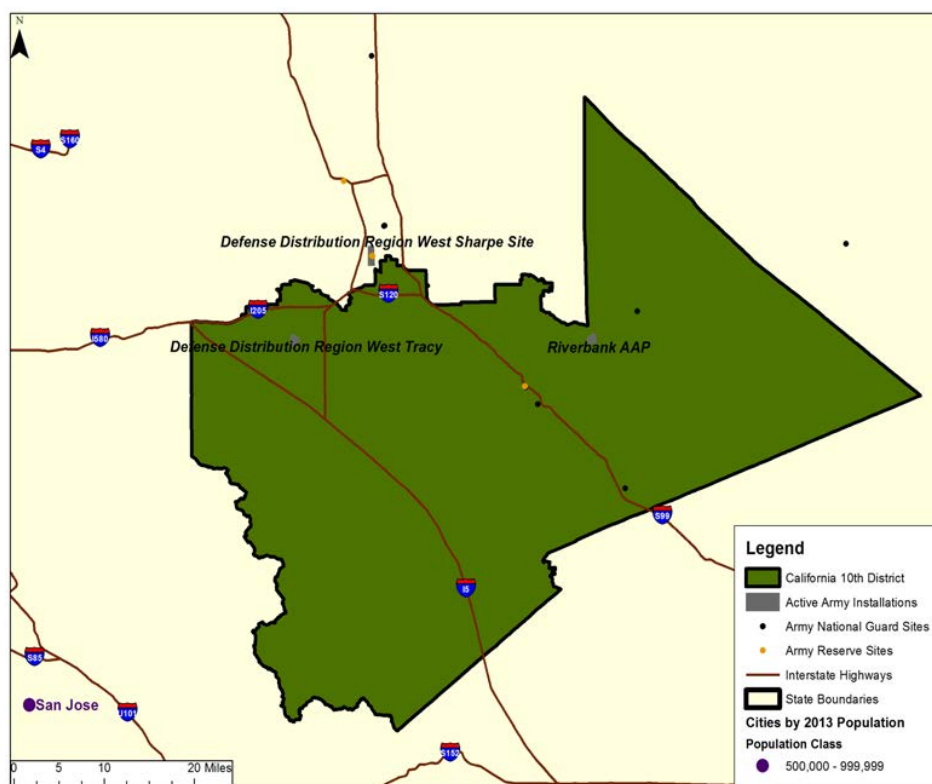 N
S160
S4
Defense Distribution Region West Sharpe Site
S120
I205
I580
Defense Distribution Region West Tracy
Riverbank AAP
S99
I5
S85
San Jose
U101
S152
0 5 10 20 Miles
Legend
California 10th District
Active Army Installations
Army National Guard Sites
Army Reserve Sites
Interstate Highways
State Boundaries
Cities by 2013 Population
Population Class
500,000 - 999,999